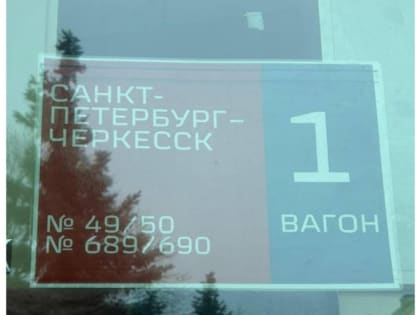 САНКТ-
ПЕТЕРБУРГ–
ЧЕРКЕССК
№ 49/50
№ 689/690
1
ВАГОН